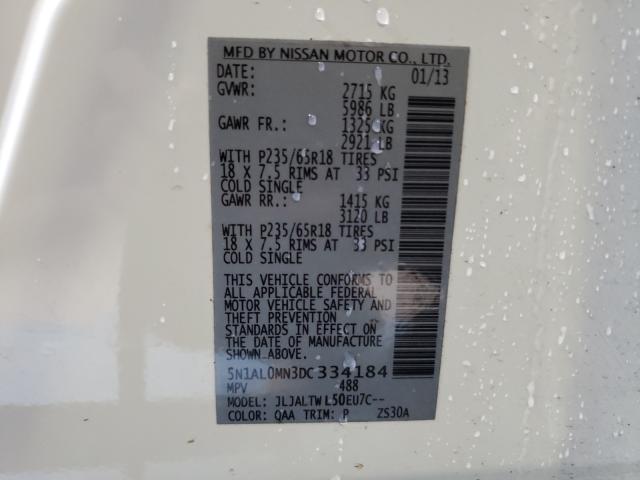 MFD BY NISSAN MOTOR CO., LTD.
DATE: 01/13
GVWR: 2715 KG
5986 LB
GAWR FR.: 1325 KG
2921 LB
WITH P235/65R18 TIRES
18 X 7.5 RIMS AT 33 PSI
COLD SINGLE
GAWR RR.: 1415 KG
3120 LB
WITH P235/65R18 TIRES
18 X 7.5 RIMS AT 33 PSI
COLD SINGLE
THIS VEHICLE CONFORMS TO
ALL APPLICABLE FEDERAL
MOTOR VEHICLE SAFETY AND
THEFT PREVENTION
STANDARDS IN EFFECT ON
THE DATE OF MANUFACTURE
SHOWN ABOVE.
5N1AL0MN3DC334184
MPV 488
MODEL: JLJALTWL50EU7C--
COLOR: QAA TRIM: P ZS30A